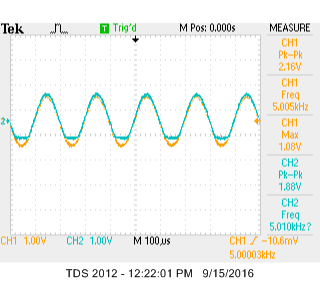 Tek Trig'd M Pos: 0.000s MEASURE
CH1
Pk-Pk
2.16V
CH1
Freq
5.005kHz
CH1
Max
1.08V
CH2
Pk-Pk
1.88V
CH2
Freq
5.010kHz?
2
CH1 1.00V CH2 1.00V M 100µs CH1 -10.6mV
5.00003kHz
TDS 2012 - 12:22:01 PM 9/15/2016